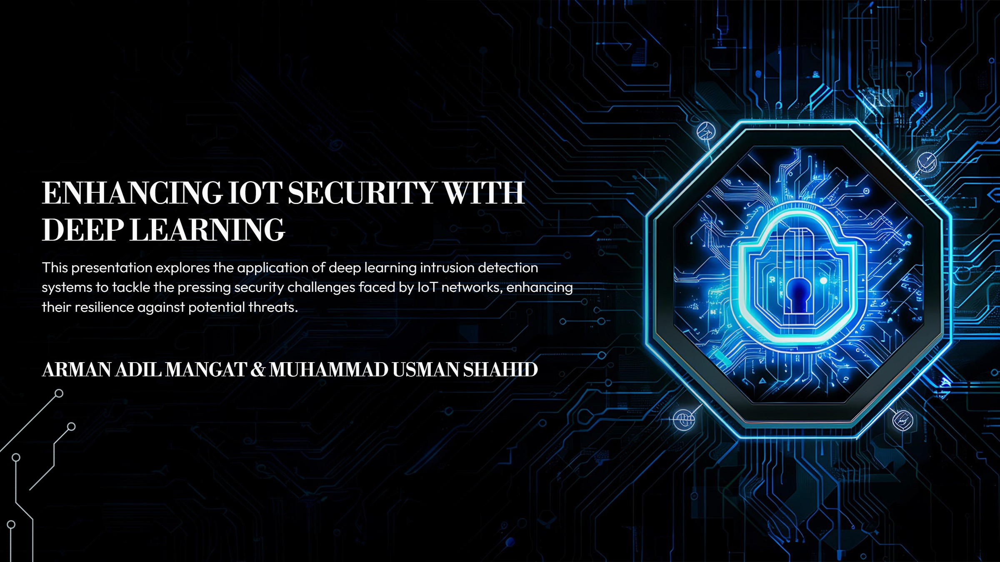 ENHANCING IOT SECURITY WITH
DEEP LEARNING
This presentation explores the application of deep learning intrusion detection
systems to tackle the pressing security challenges faced by IoT networks, enhancing
their resilience against potential threats.
ARMAN ADIL MANGAT & MUHAMMAD USMAN SHAHID